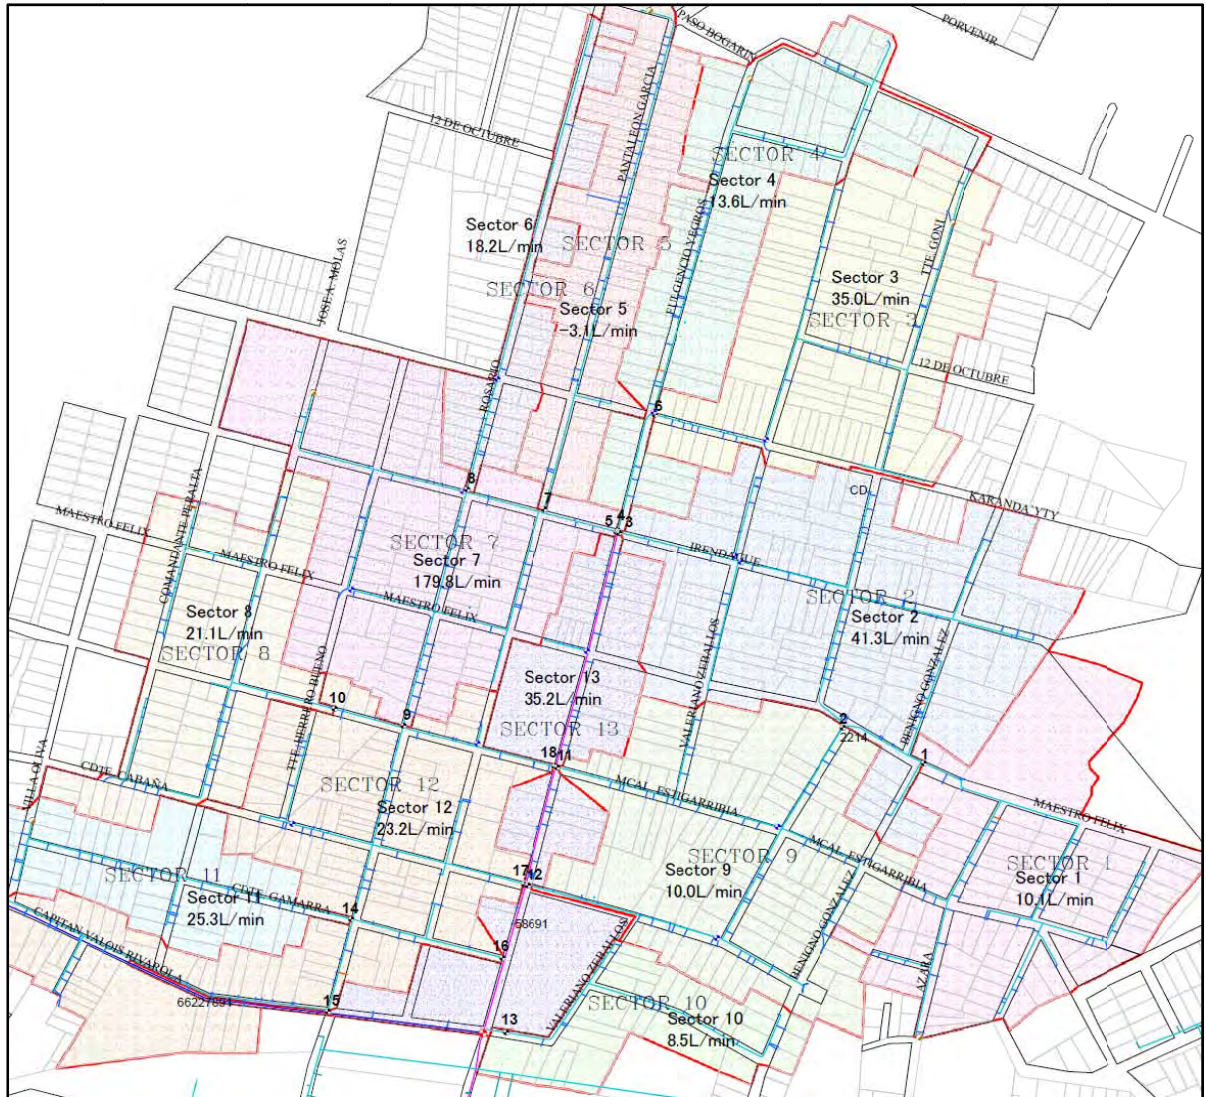 PASO BOGARIN
PORVENIR
12 DE OCTUBRE
PANTALEON GARCIA
SECTOR 4
Sector 4
13.6L/min
Sector 6
18.2L/min
SECTOR 5
FULGENCIO YEGROS
TTE. GONI
JOSE A. MOLAS
SECTOR 6
Sector 3
35.0L/min
SECTOR 3
Sector 5
-3.1L/min
12 DE OCTUBRE
ROSARIO
6
8
7
CD
KARANDA'YTY
COMANDANTE PERALTA
MAESTRO FELIX
5
4
3
IRENDAGUE
SECTOR 7
Sector 7
179.8L/min
MAESTRO FELIX
MAESTRO FELIX
SECTOR 2
Sector 2
41.3L/min
Sector 8
21.1L/min
SECTOR 8
VALERIANO ZEBALLOS
BENIGNO GONZALEZ
Sector 13
35.2L/min
SECTOR 13
TTE. HERRERO BUENO
10
9
2
2214
1
18
11
VILLA OLIVA
CDTE. CABAÑA
SECTOR 12
Sector 12
23.2L/min
MCAL. ESTIGARRIBIA
MAESTRO FELIX
MCAL. ESTIGARRIBIA
SECTOR 9
Sector 9
10.0L/min
SECTOR 1
Sector 1
10.1L/min
SECTOR 11
Sector 11
25.3L/min
CDTE. GAMARRA
17
12
14
58691
BENIGNO GONZALEZ
CAPITAN VALOIS RIVAROLA
16
VALERIANO ZEBALLOS
AZARA
15
13
SECTOR 10
Sector 10
8.5L/min